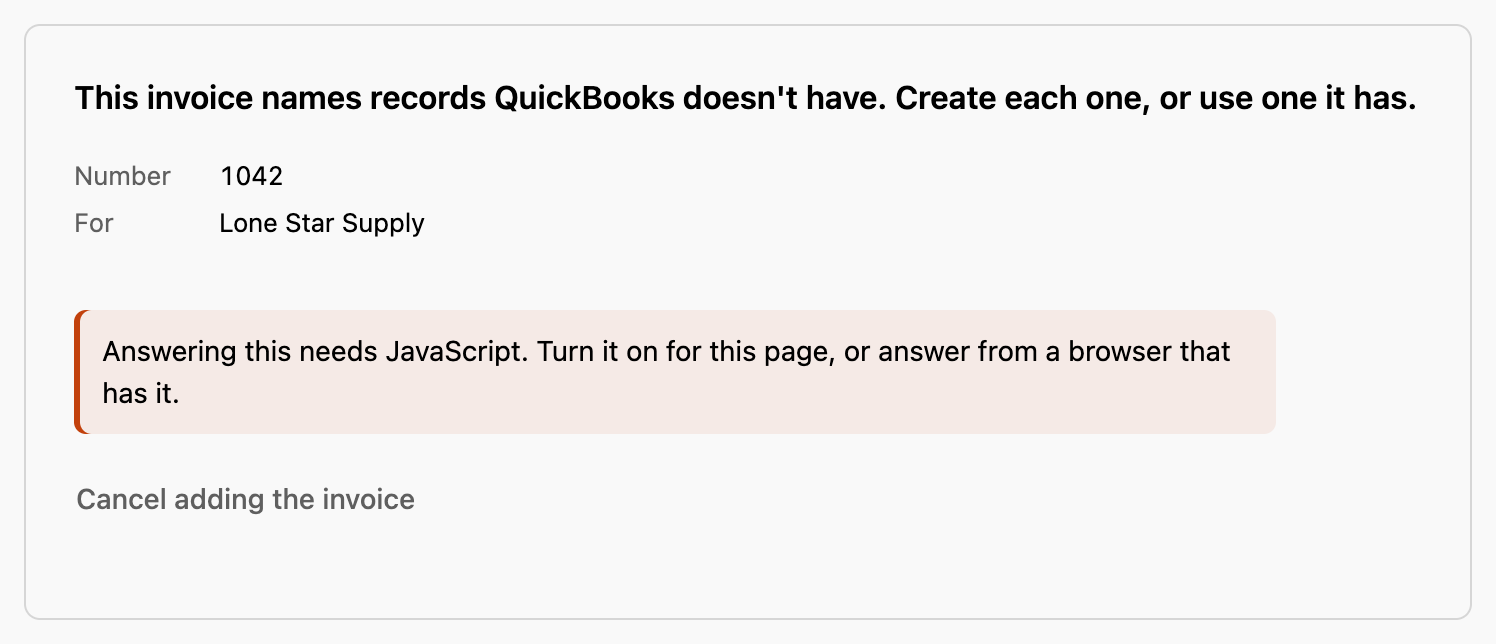 This invoice names records QuickBooks doesn't have. Create each one, or use one it has.
Number 1042
For Lone Star Supply
Answering this needs JavaScript. Turn it on for this page, or answer from a browser that
has it.
Cancel adding the invoice